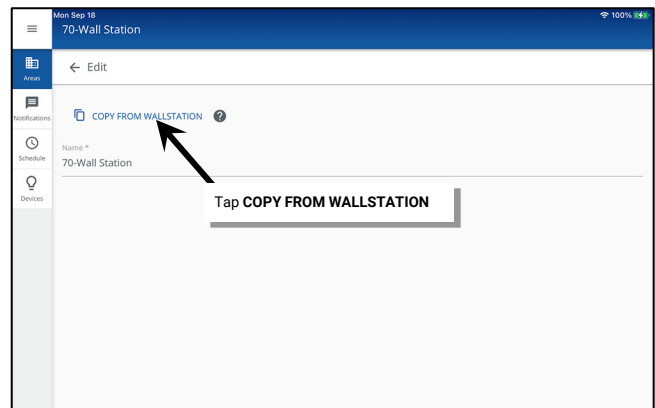 Mon Sep 18
100%
70-Wall Station
Areas
Edit
Notifications
COPY FROM WALLSTATION ?
Schedule
Name *
70-Wall Station
Devices
Tap COPY FROM WALLSTATION